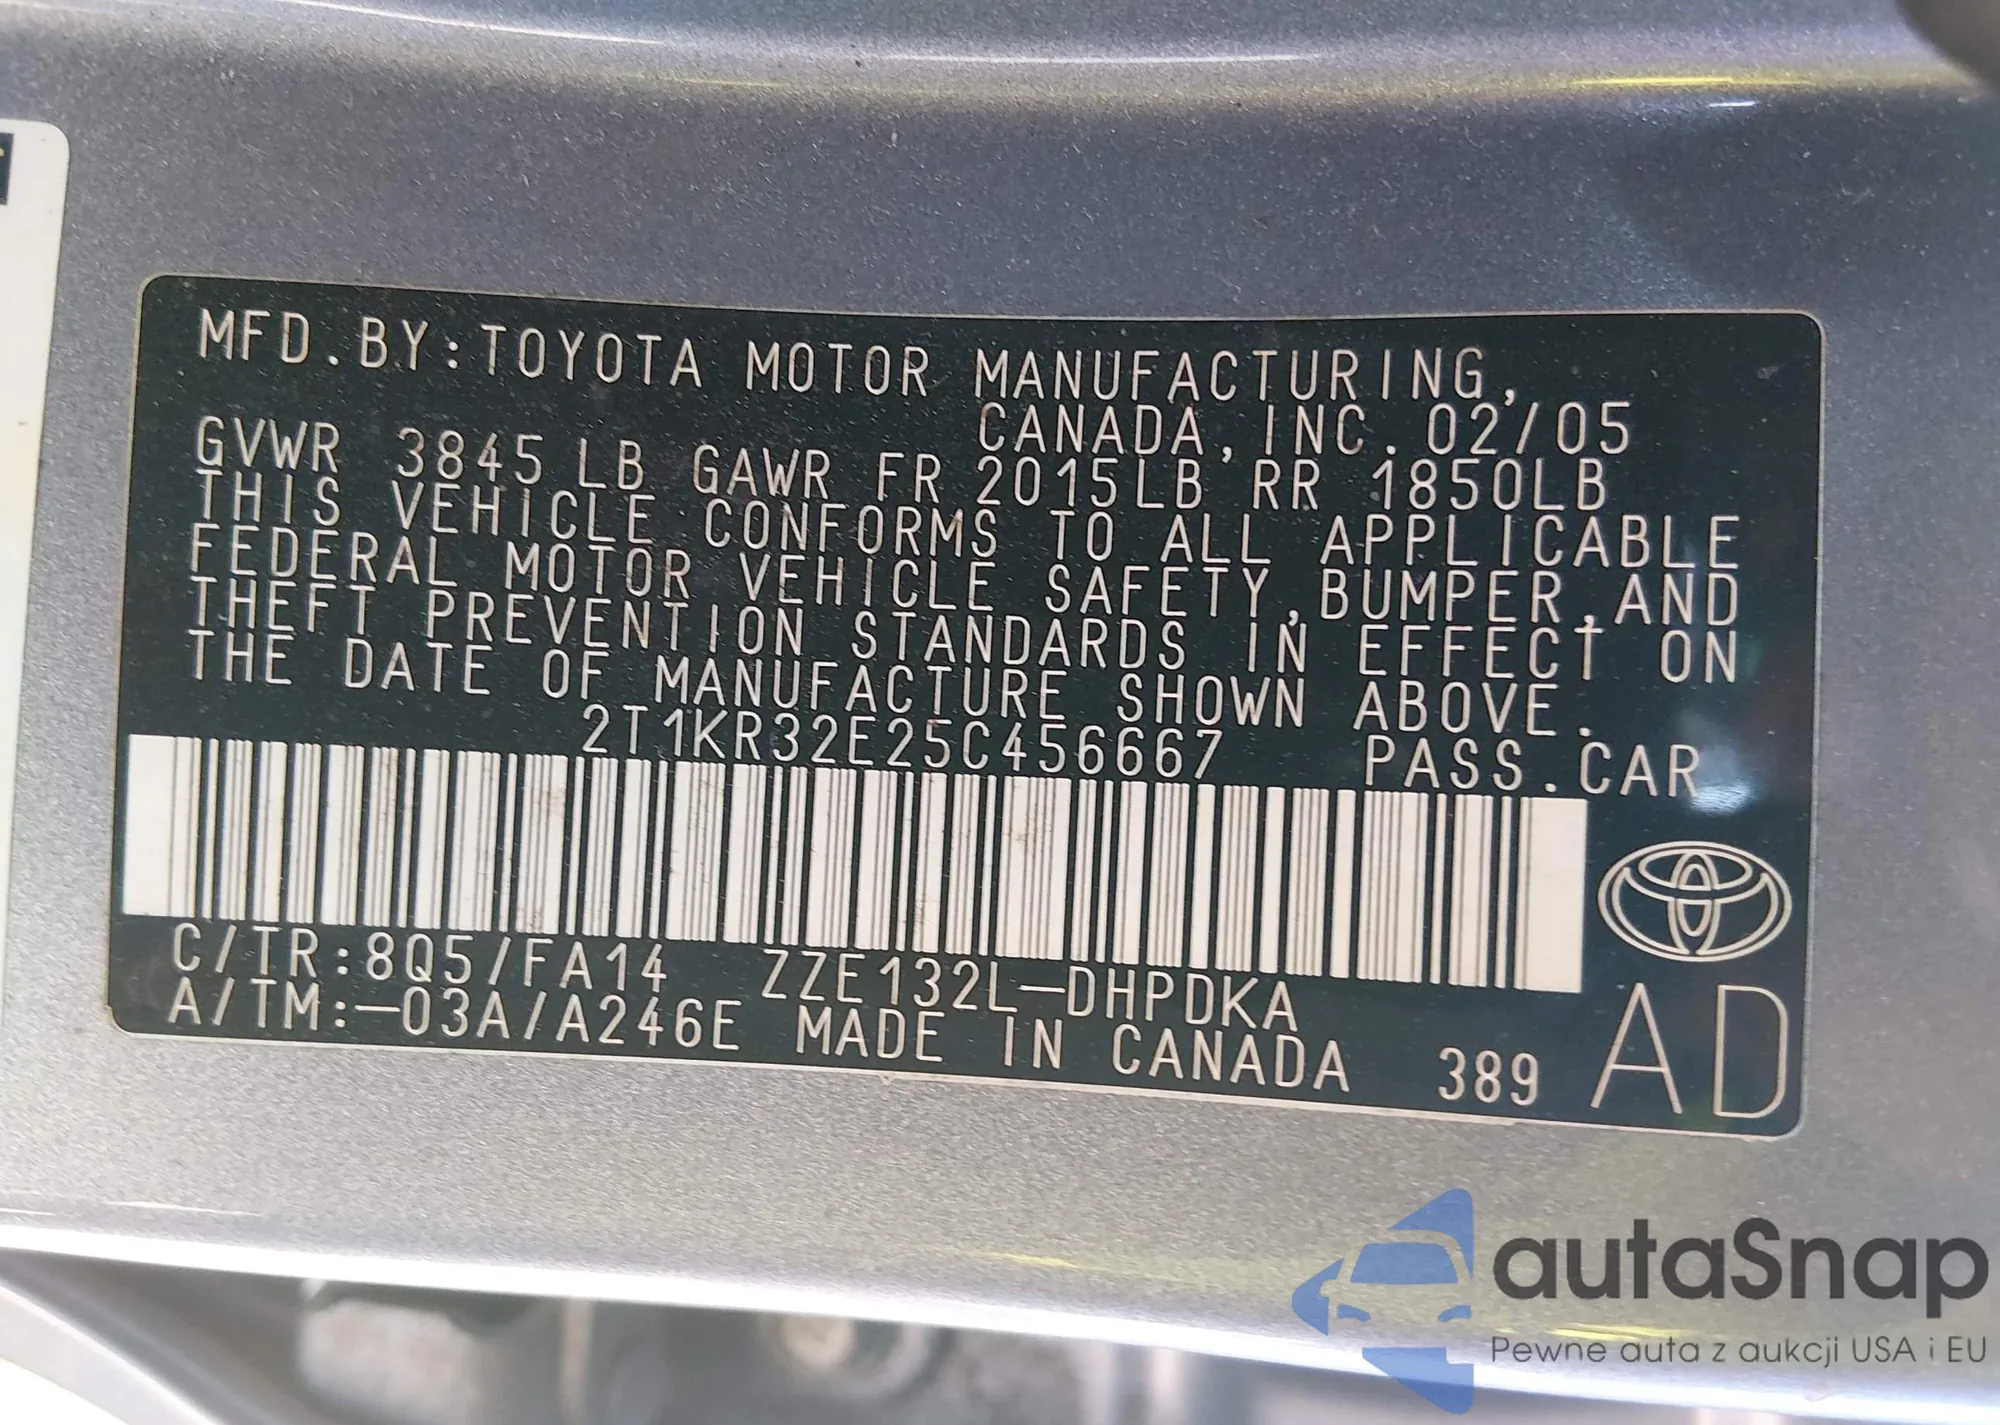 MFD.BY:TOYOTA MOTOR MANUFACTURING,
CANADA,INC.02/05
GVWR 3845LB GAWR FR 2015LB RR 1850LB
THIS VEHICLE CONFORMS TO ALL APPLICABLE
FEDERAL MOTOR VEHICLE SAFETY,BUMPER,AND
THEFT PREVENTION STANDARDS IN EFFECT ON
THE DATE OF MANUFACTURE SHOWN ABOVE.
2T1KR32E25C456667 PASS.CAR
C/TR:8Q5/FA14 ZZE132L-DHPDKA
A/TM:-03A/A246E MADE IN CANADA 389 AD
autaSnap
Pewne auta z aukcji USA i EU